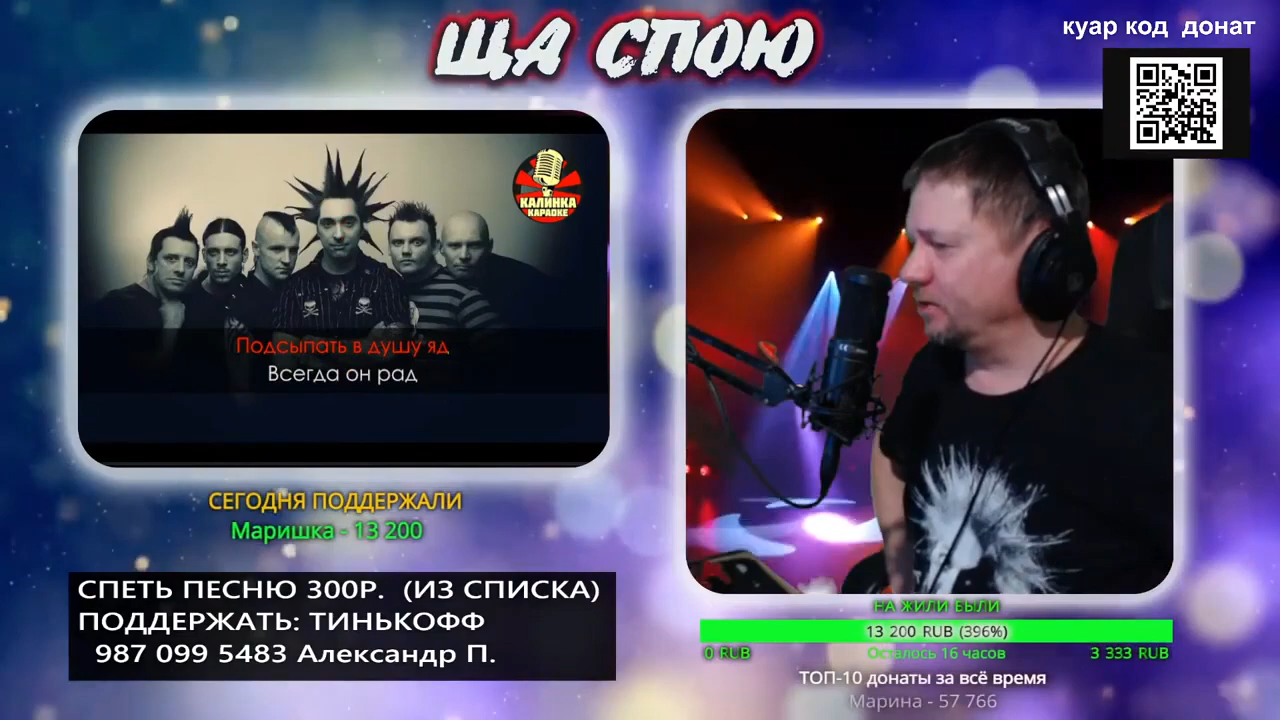 ЩА СПОЮ
куар код донат
КАЛИНКА
КАРАОКЕ
Подсыпать в душу яд
Всегда он рад
СЕГОДНЯ ПОДДЕРЖАЛИ
Маришка - 13 200
СПЕТЬ ПЕСНЮ 300Р. (ИЗ СПИСКА)
ПОДДЕРЖАТЬ: ТИНЬКОФФ
987 099 5483 Александр П.
НА ЖИЛИ БЫЛИ
13 200 RUB (396%)
0 RUB
Осталось 16 часов
3 333 RUB
ТОП-10 донаты за всё время
Марина - 57 766